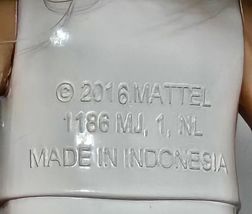 © 2016 MATTEL
1186 MJ, 1, NL
MADE IN INDONESIA